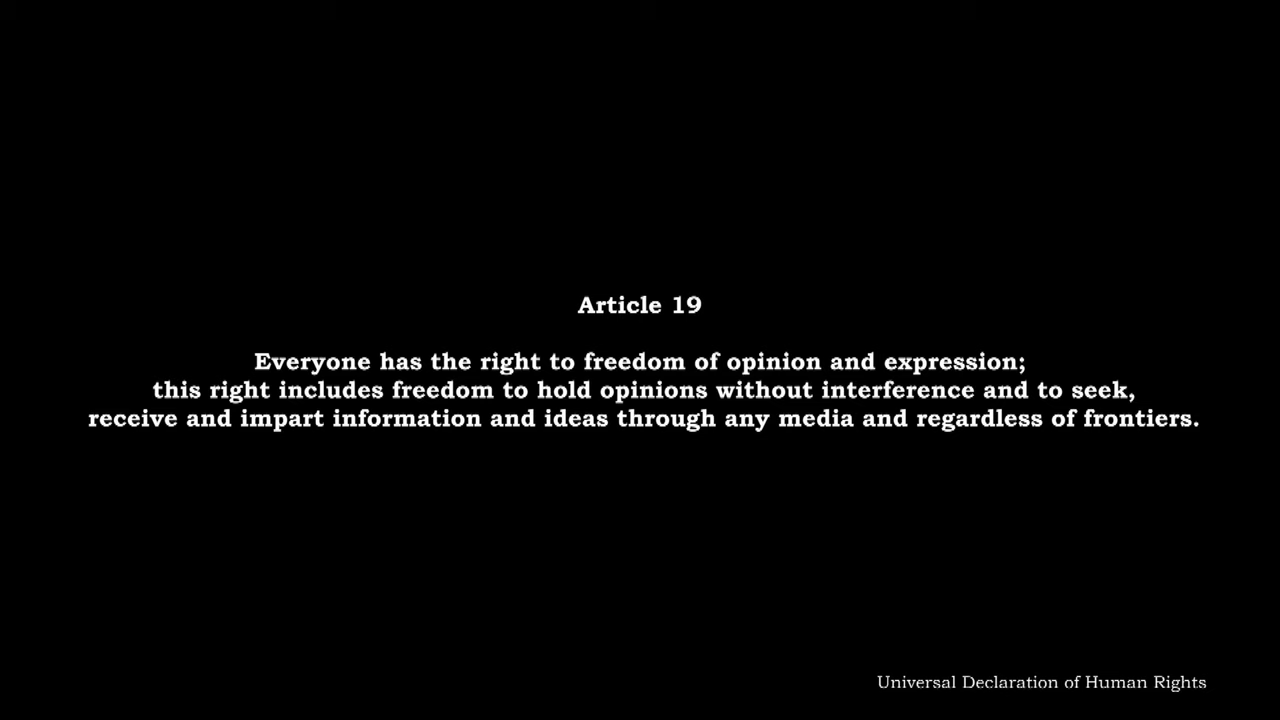 Article 19
Everyone has the right to freedom of opinion and expression;
this right includes freedom to hold opinions without interference and to seek,
receive and impart information and ideas through any media and regardless of frontiers.
Universal Declaration of Human Rights